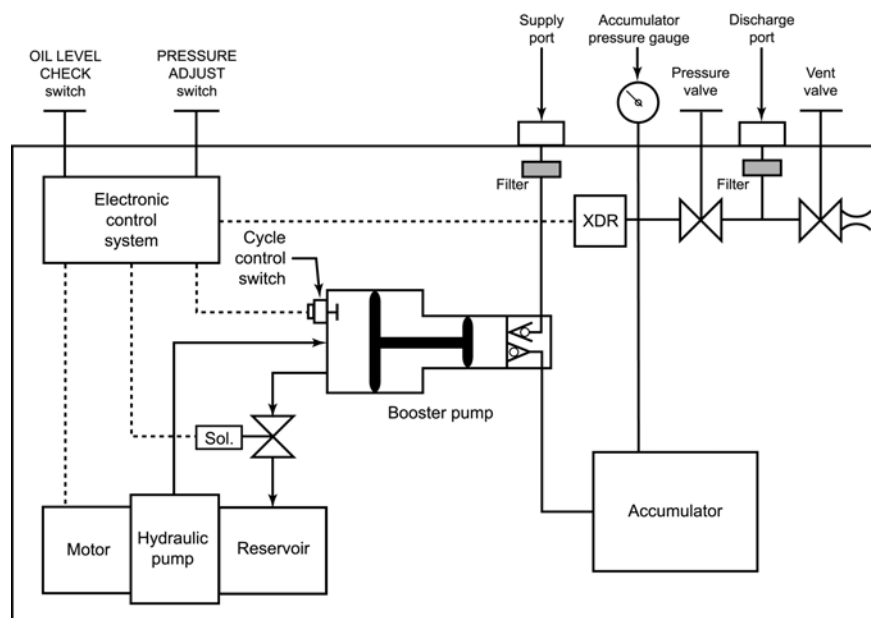 Supply
port
Accumulator
pressure gauge
Discharge
port
OIL LEVEL
CHECK
switch
PRESSURE
ADJUST
switch
Pressure
valve
Vent
valve
Filter
Filter
Electronic
control
system
XDR
Cycle
control
switch
Booster pump
Sol.
Motor
Hydraulic
pump
Reservoir
Accumulator